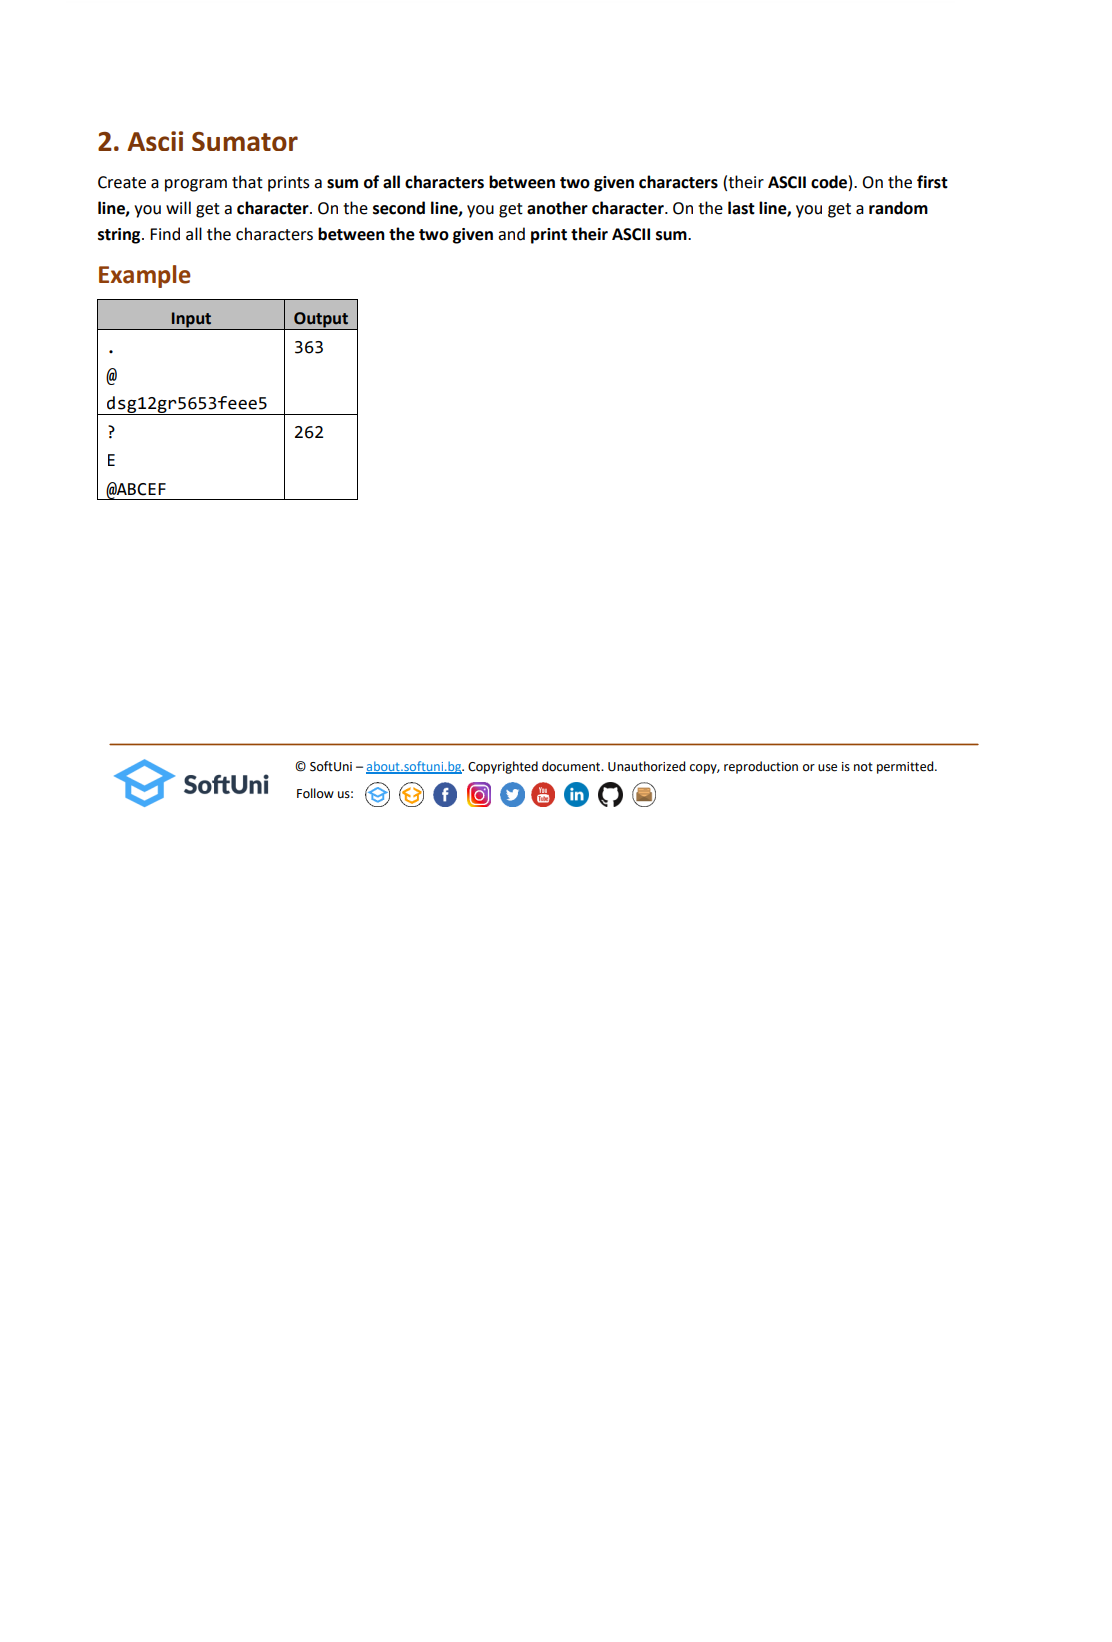 2. Ascii Sumator
Create a program that prints a sum of all characters between two given characters (their ASCII code). On the first
line, you will get a character. On the second line, you get another character. On the last line, you get a random
string. Find all the characters between the two given and print their ASCII sum.
Example
Input Output
. 363
@
dsg12gr5653feee5
? 262
E
@ABCEF
SoftUni
© SoftUni – about.softuni.bg. Copyrighted document. Unauthorized copy, reproduction or use is not permitted.
Follow us: